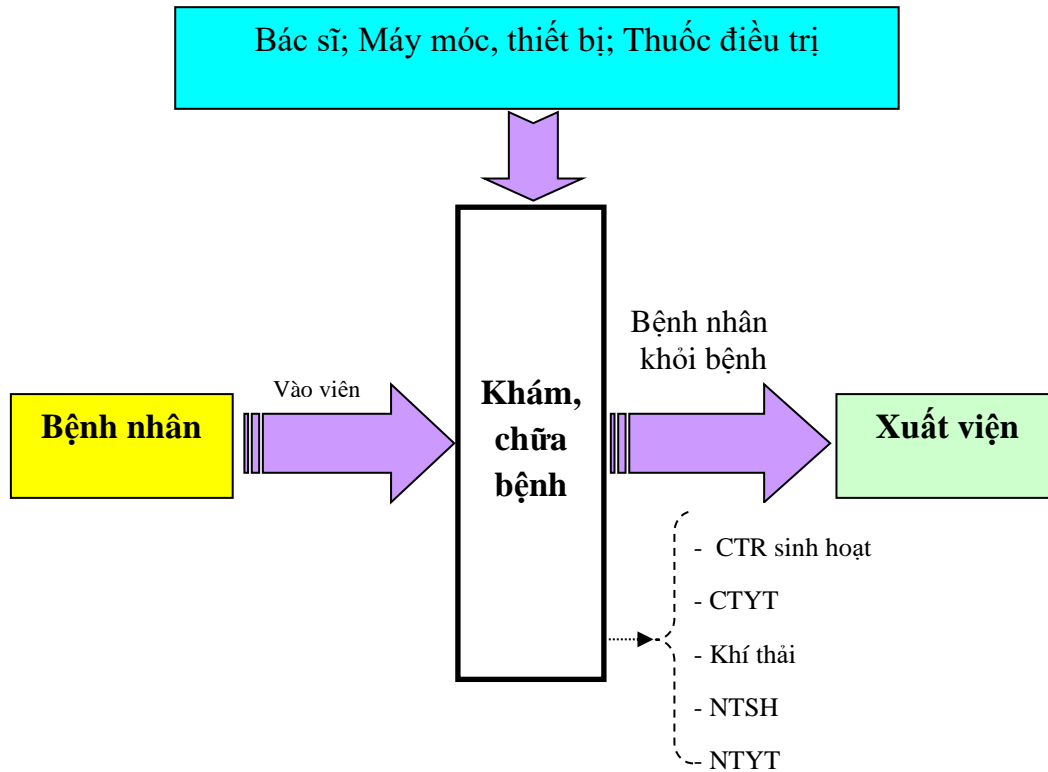 Bác sĩ; Máy móc, thiết bị; Thuốc điều trị
Bệnh nhân
khỏi bệnh
Vào viên
Bệnh nhân
Khám,
chữa
bệnh
Xuất viện
- CTR sinh hoạt
- CTYT
- Khí thải
- NTSH
- NTYT